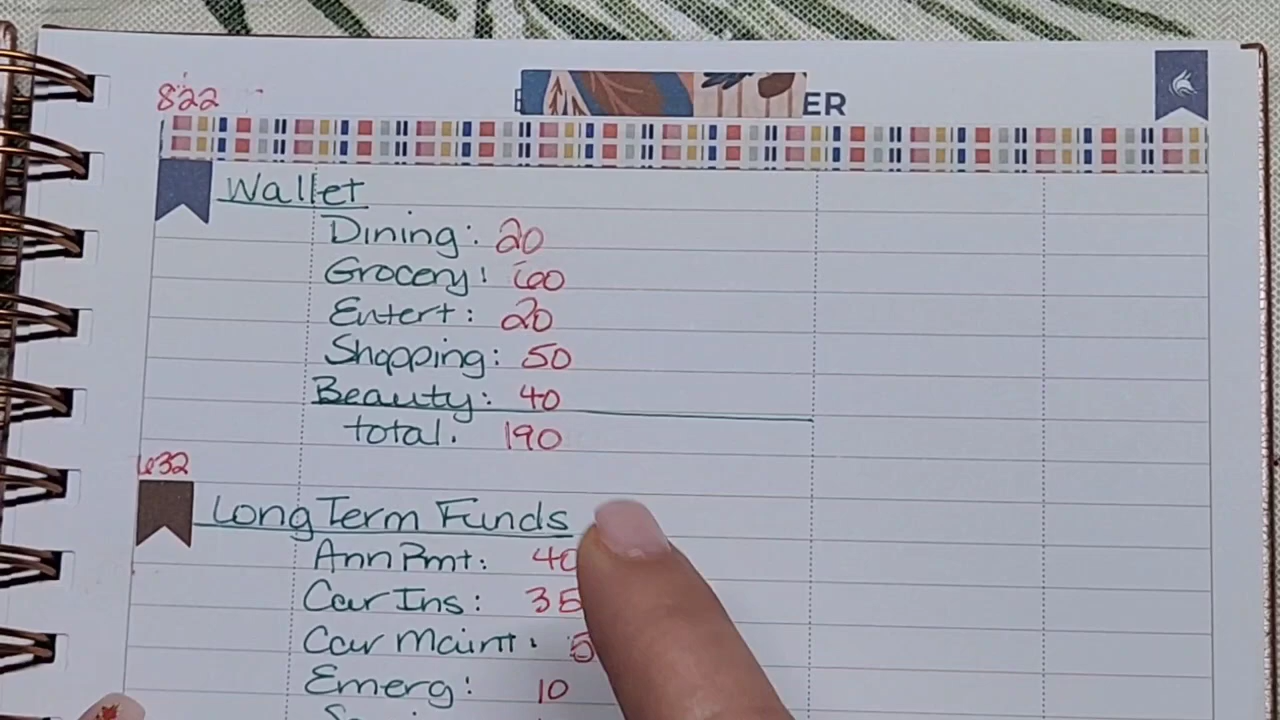 822
ER
Wallet
Dining: 20
Grocery: 60
Entert: 20
Shopping: 50
Beauty: 40
total. 190
632
Long Term Funds
Ann Pmt: 40
Car Ins: 35
Car Maint:
Emerg: 10